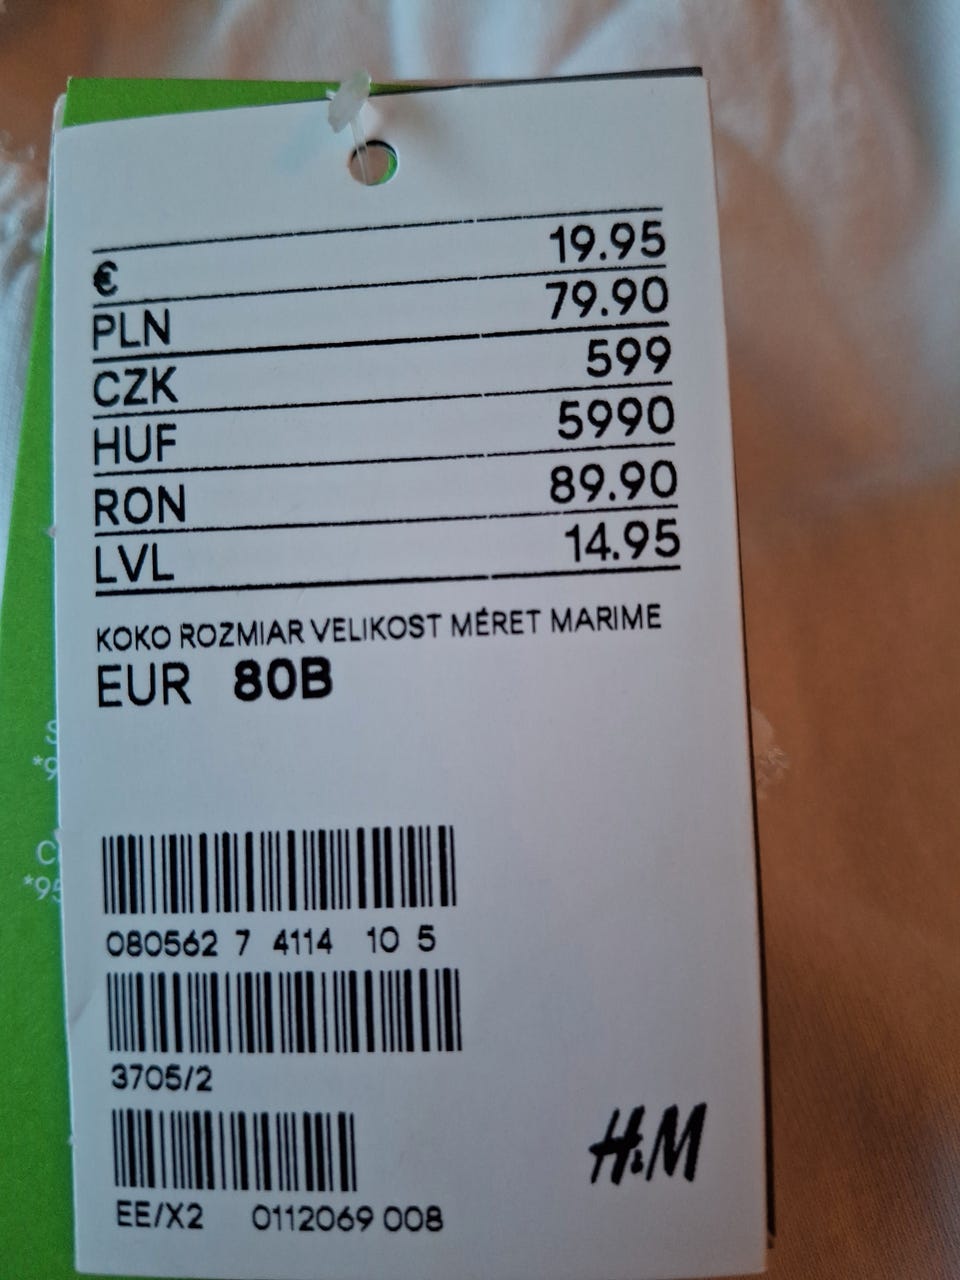 € 19.95
PLN 79.90
CZK 599
HUF 5990
RON 89.90
LVL 14.95
KOKO ROZMIAR VELIKOST MÉRET MARIME
EUR 80B
080562 7 4114 10 5
3705/2
H&M
EE/X2 0112069 008